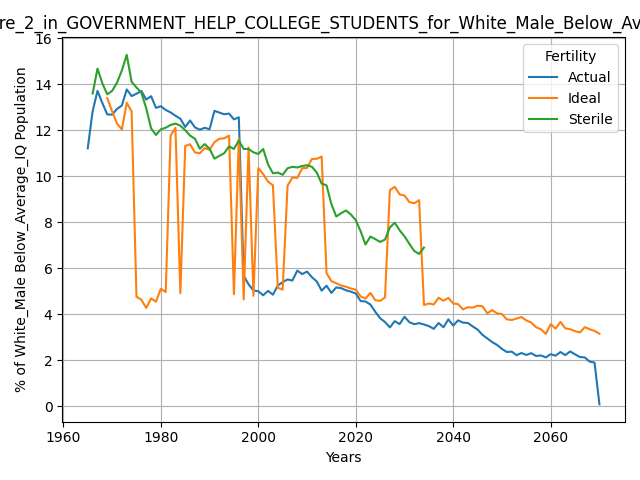 re_2_in_GOVERNMENT_HELP_COLLEGE_STUDENTS_for_White_Male_Below_Av
% of White_Male Below_Average_IQ Population
16
14
12
10
8
6
4
2
0
Fertility
Actual
Ideal
Sterile
1960 1980 2000 2020 2040 2060
Years